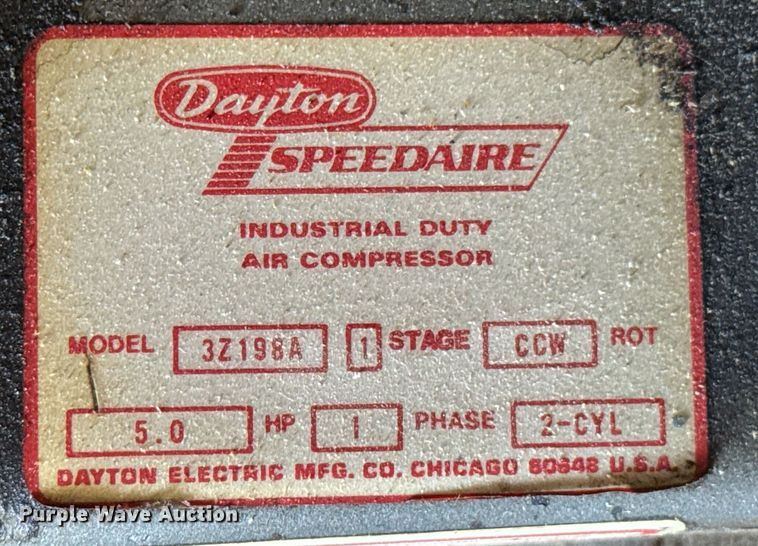 Dayton
SPEEDAIRE
INDUSTRIAL DUTY
AIR COMPRESSOR
MODEL 3Z198A 1 STAGE CCW ROT
5.0 HP 1 PHASE 2-CYL
DAYTON ELECTRIC MFG. CO. CHICAGO 60648 U.S.A.
Purple Wave Auction